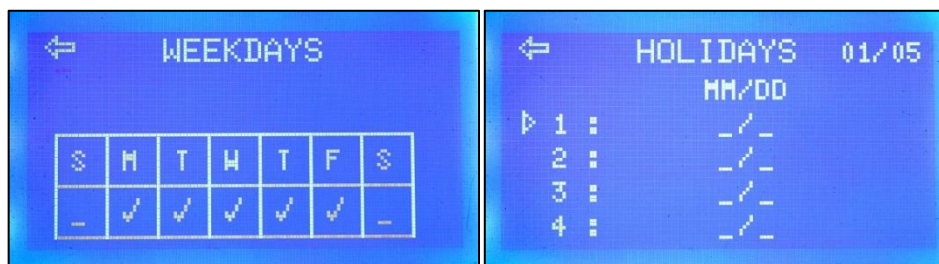 WEEKDAYS
S M T W T F S
_ ✓ ✓ ✓ ✓ ✓ _
HOLIDAYS 01/05
MM/DD
1 : _/_
2 : _/_
3 : _/_
4 : _/_